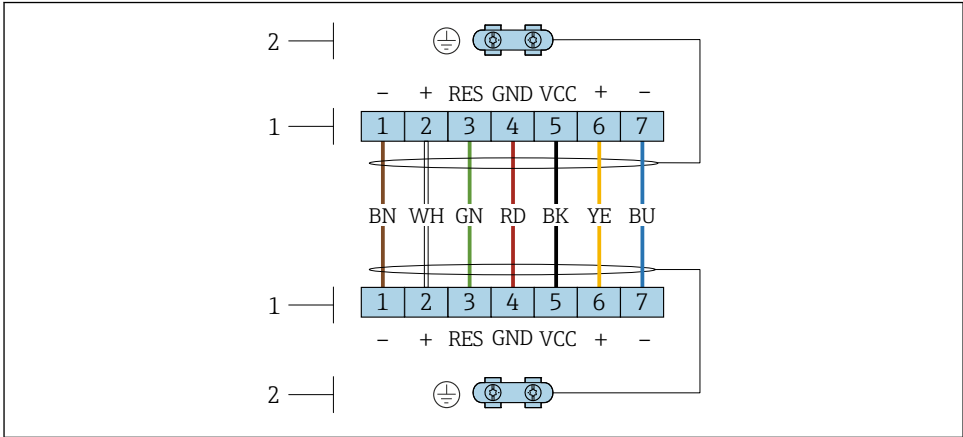 2
– + RES GND VCC + –
1
1 2 3 4 5 6 7
BN WH GN RD BK YE BU
1
1 2 3 4 5 6 7
– + RES GND VCC + –
2